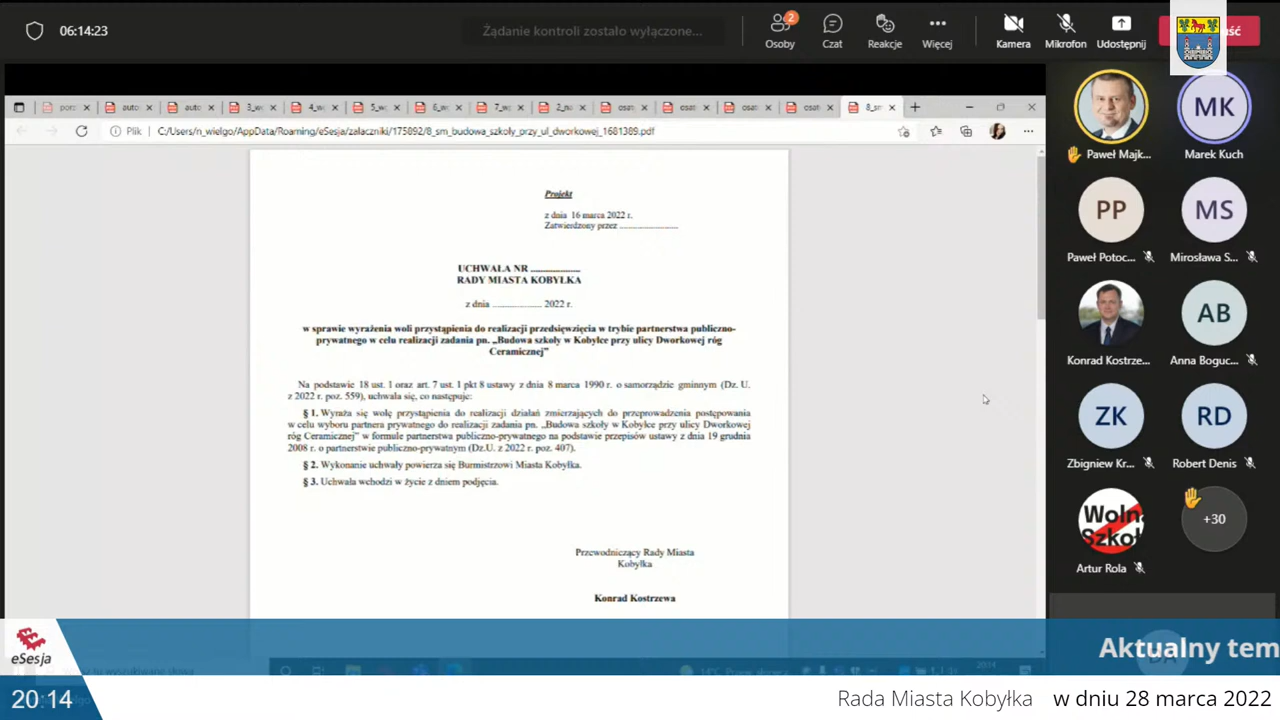 06:14:23
Żądanie kontroli zostało wyłączone...
2
Osoby
Czat
Reakcje
Więcej
Kamera
Mikrofon
Udostępnij
Plik
C:/Users/n_wielgo/AppData/Roaming/eSesja/zalaczniki/175892/8_sm_budowa_szkoly_przy_ul_dworkowej_1681389.pdf
Projekt
z dnia 16 marca 2022 r.
Zatwierdzony przez ....................
UCHWAŁA NR ....................
RADY MIASTA KOBYŁKA
z dnia .................... 2022 r.
w sprawie wyrażenia woli przystąpienia do realizacji przedsięwzięcia w trybie partnerstwa publiczno-
prywatnego w celu realizacji zadania pn. „Budowa szkoły w Kobyłce przy ulicy Dworkowej róg
Ceramicznej”
Na podstawie 18 ust. 1 oraz art. 7 ust. 1 pkt 8 ustawy z dnia 8 marca 1990 r. o samorządzie gminnym (Dz. U.
z 2022 r. poz. 559), uchwala się, co następuje:
§ 1. Wyraża się wolę przystąpienia do realizacji działań zmierzających do przeprowadzenia postępowania
w celu wyboru partnera prywatnego do realizacji zadania pn. „Budowa szkoły w Kobyłce przy ulicy Dworkowej
róg Ceramicznej” w formule partnerstwa publiczno-prywatnego na podstawie przepisów ustawy z dnia 19 grudnia
2008 r. o partnerstwie publiczno-prywatnym (Dz.U. z 2022 r. poz. 407).
§ 2. Wykonanie uchwały powierza się Burmistrzowi Miasta Kobyłka.
§ 3. Uchwała wchodzi w życie z dniem podjęcia.
Przewodniczący Rady Miasta
Kobyłka
Konrad Kostrzewa
Paweł Majk...
MK
Marek Kuch
PP
Paweł Potoc...
MS
Mirosława S...
Konrad Kostrze...
AB
Anna Boguc...
ZK
Zbigniew Kr...
RD
Robert Denis
Woln
Szkoł
Artur Rola
+30
Aktualny tem
eSesja
20:14
Rada Miasta Kobyłka w dniu 28 marca 2022